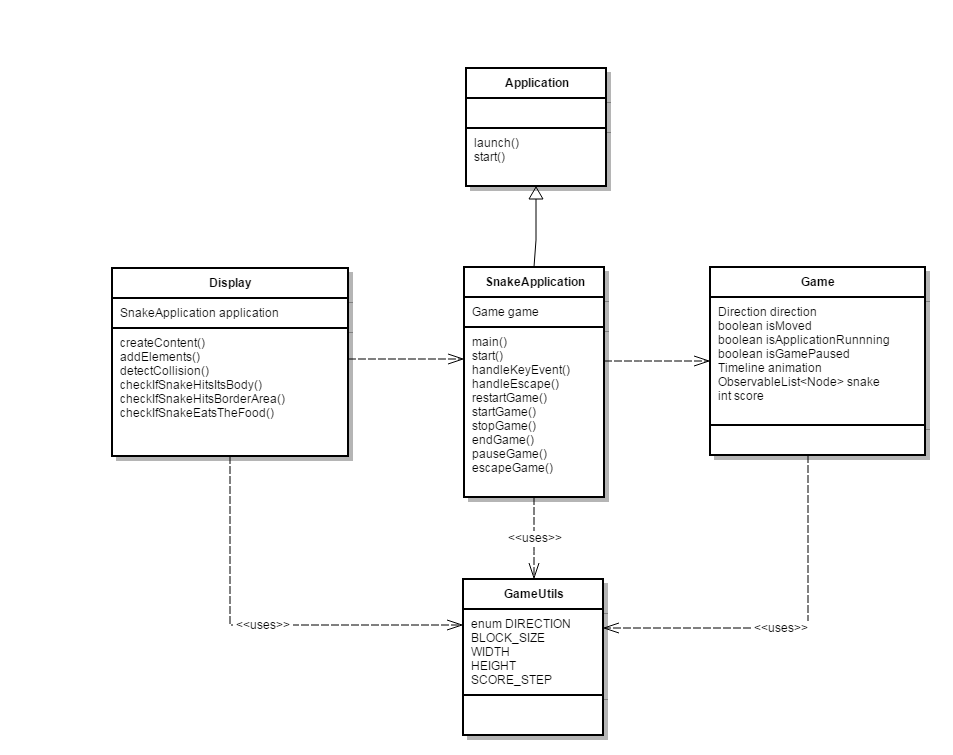 Application
launch()
start()
Display
SnakeApplication application
createContent()
addElements()
detectCollision()
checkIfSnakeHitsItsBody()
checkIfSnakeHitsBorderArea()
checkIfSnakeEatsTheFood()
SnakeApplication
Game game
main()
start()
handleKeyEvent()
handleEscape()
restartGame()
startGame()
stopGame()
endGame()
pauseGame()
escapeGame()
Game
Direction direction
boolean isMoved
boolean isApplicationRunnning
boolean isGamePaused
Timeline animation
ObservableList<Node> snake
int score
<<uses>>
<<uses>>
<<uses>>
GameUtils
enum DIRECTION
BLOCK_SIZE
WIDTH
HEIGHT
SCORE_STEP